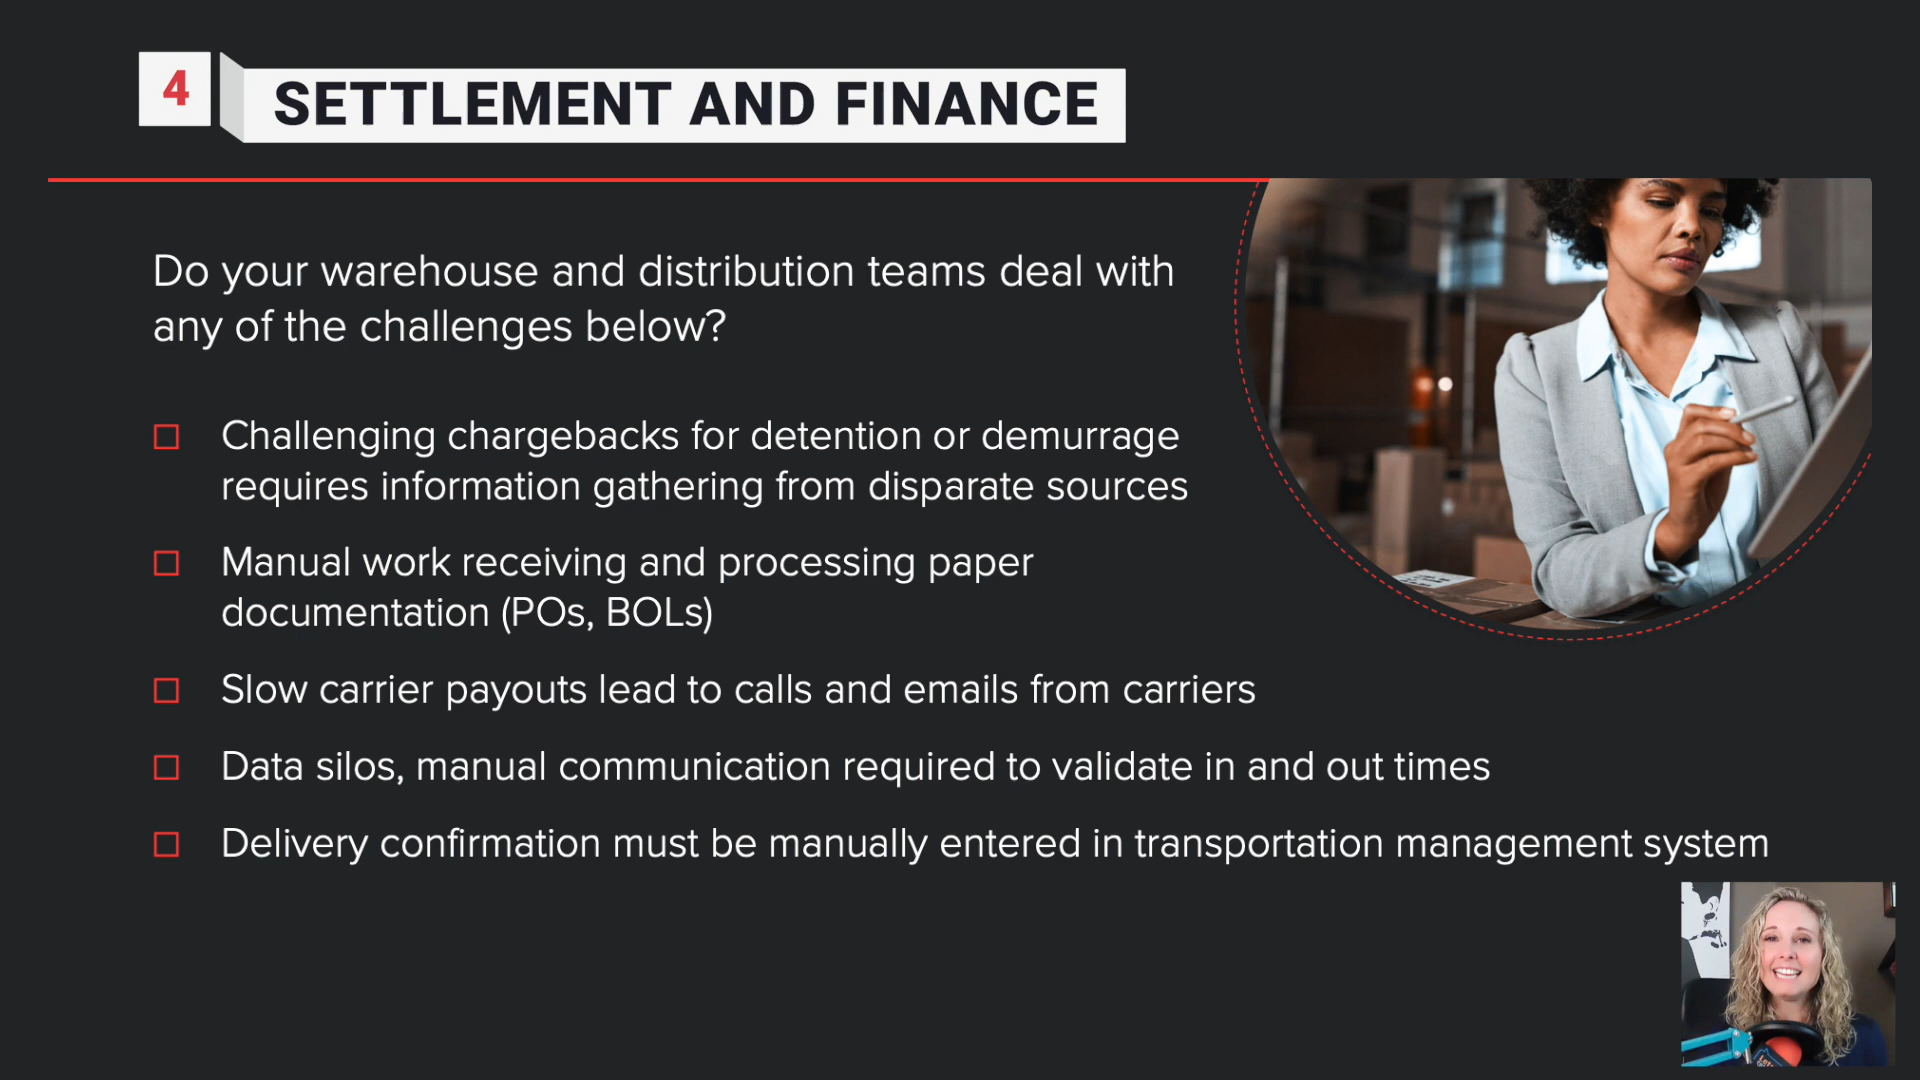 4
SETTLEMENT AND FINANCE
Do your warehouse and distribution teams deal with
any of the challenges below?
Challenging chargebacks for detention or demurrage
requires information gathering from disparate sources
Manual work receiving and processing paper
documentation (POs, BOLs)
Slow carrier payouts lead to calls and emails from carriers
Data silos, manual communication required to validate in and out times
Delivery confirmation must be manually entered in transportation management system